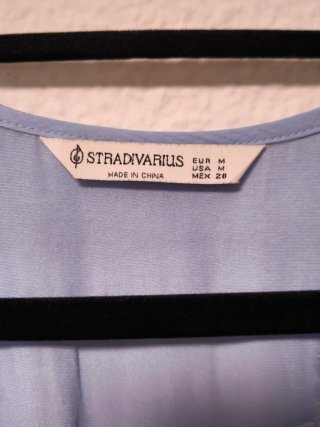 STRADIVARIUS
MADE IN CHINA
EUR M
USA M
MEX 28